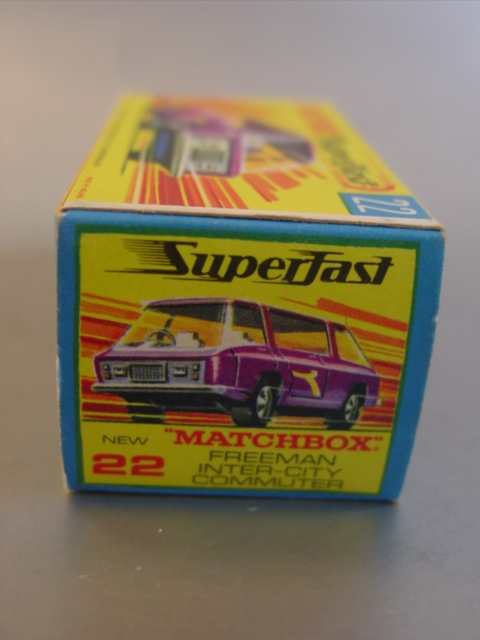 22
Superfast
NEW "MATCHBOX"
22 FREEMAN
INTER-CITY
COMMUTER